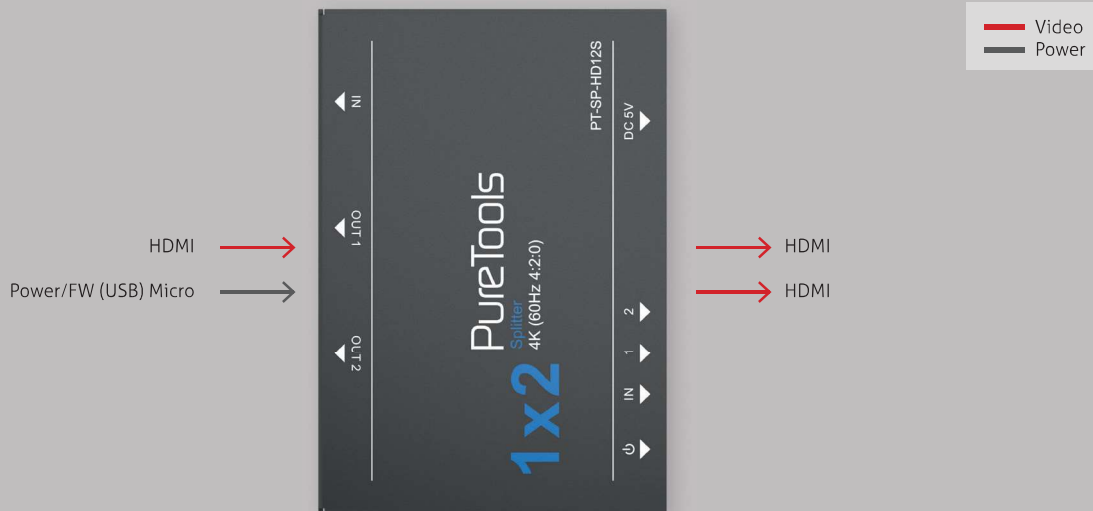 Video
Power
HDMI
Power/FW (USB) Micro
IN
OUT 1
OUT 2
PureTools
Splitter
4K (60Hz 4:2:0)
1x2
PT-SP-HD12S
DC 5V
2
1
IN
HDMI
HDMI